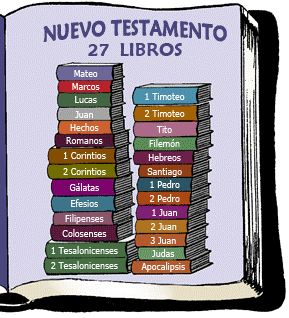 NUEVO TESTAMENTO
27 LIBROS
Mateo
Marcos
Lucas
Juan
Hechos
Romanos
1 Corintios
2 Corintios
Gálatas
Efesios
Filipenses
Colosenses
1 Tesalonicenses
2 Tesalonicenses
1 Timoteo
2 Timoteo
Tito
Filemón
Hebreos
Santiago
1 Pedro
2 Pedro
1 Juan
2 Juan
3 Juan
Judas
Apocalipsis